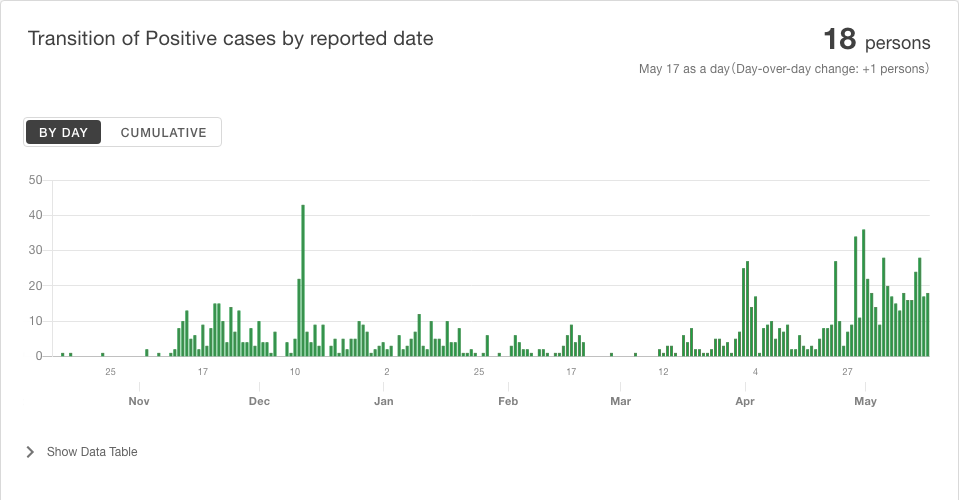 Transition of Positive cases by reported date
18 persons
May 17 as a day(Day-over-day change: +1 persons)
BY DAY CUMULATIVE
50
40
30
20
10
0
25 17 10 2 25 17 12 4 27
Nov Dec Jan Feb Mar Apr May
Show Data Table